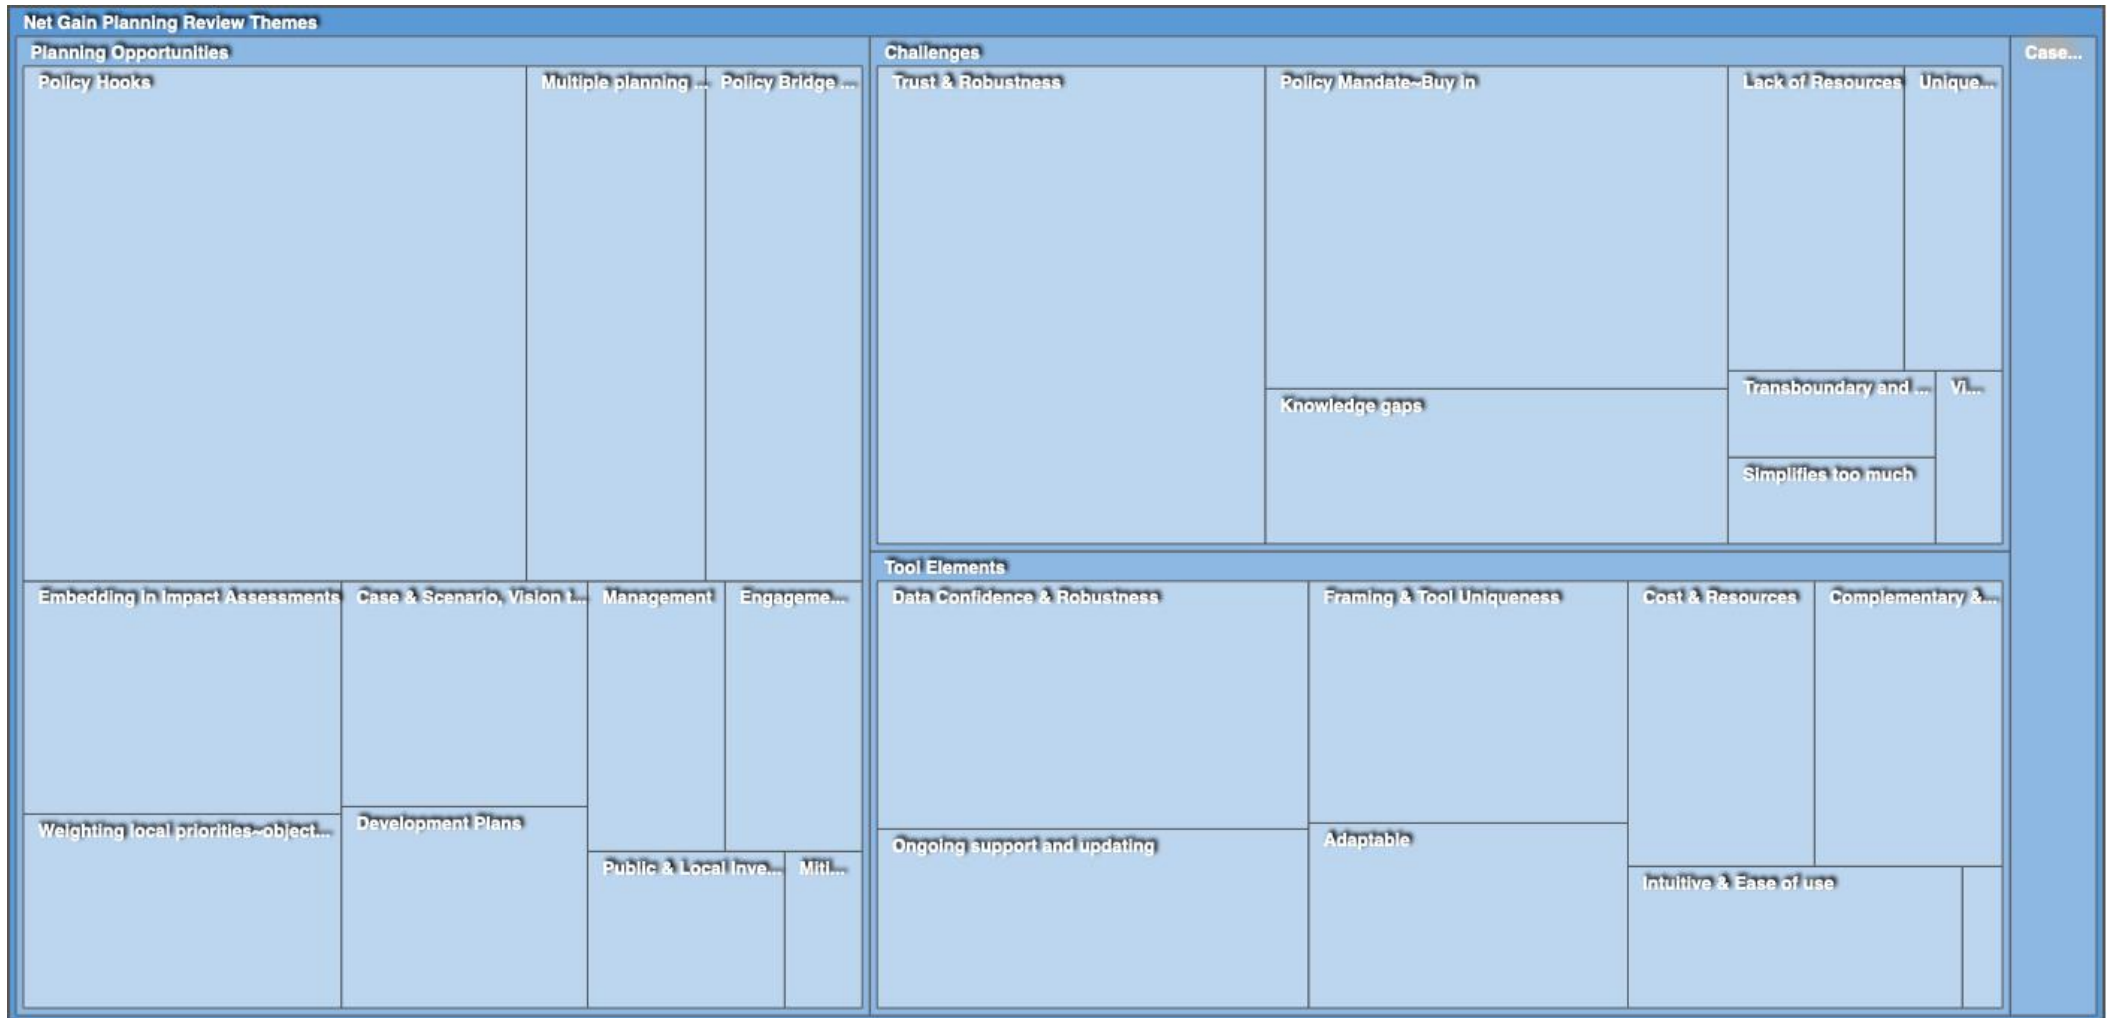 Net Gain Planning Review Themes
Planning Opportunities
Policy Hooks
Multiple planning ...
Policy Bridge ...
Embedding in Impact Assessments
Case & Scenario, Vision t...
Management
Engageme...
Weighting local priorities~object...
Development Plans
Public & Local Inve...
Miti...
Challenges
Trust & Robustness
Policy Mandate~Buy in
Lack of Resources
Unique...
Knowledge gaps
Transboundary and ...
Vi...
Simplifies too much
Tool Elements
Data Confidence & Robustness
Framing & Tool Uniqueness
Cost & Resources
Complementary &...
Ongoing support and updating
Adaptable
Intuitive & Ease of use
Case...